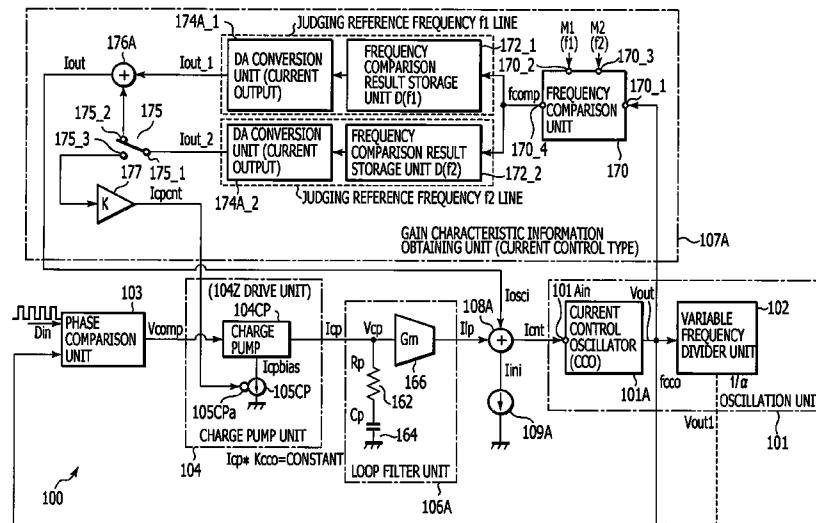 174A_1
JUDGING REFERENCE FREQUENCY f1 LINE
176A
Iout
Iout_1
DA CONVERSION
UNIT (CURRENT
OUTPUT)
FREQUENCY
COMPARISON
RESULT STORAGE
UNIT D(f1)
172_1
M1
(f1)
M2
(f2)
170_2
170_3
170_1
fcomp
FREQUENCY
COMPARISON
UNIT
170_4
170
175_2
175
175_3
175_1
Iout_2
DA CONVERSION
UNIT (CURRENT
OUTPUT)
FREQUENCY
COMPARISON RESULT
STORAGE UNIT D(f2)
172_2
174A_2
JUDGING REFERENCE FREQUENCY f2 LINE
177
K
Icpcnt
GAIN CHARACTERISTIC INFORMATION
OBTAINING UNIT (CURRENT CONTROL TYPE)
107A
Din
103
PHASE
COMPARISON
UNIT
Vcomp
(104Z DRIVE UNIT)
104CP
CHARGE
PUMP
Icpbias
105CP
105CPa
CHARGE PUMP UNIT
104
Icp* Kcco=CONSTANT
Icp
Vcp
Gm
166
Rp
162
Cp
164
LOOP FILTER UNIT
106A
Ilp
Iosci
108A
Iini
109A
Icnt
101Ain
CURRENT
CONTROL
OSCILLATOR
(CCO)
101A
Vout
fcco
102
VARIABLE
FREQUENCY
DIVIDER UNIT
1/α
OSCILLATION UNIT
Vout1
101
100